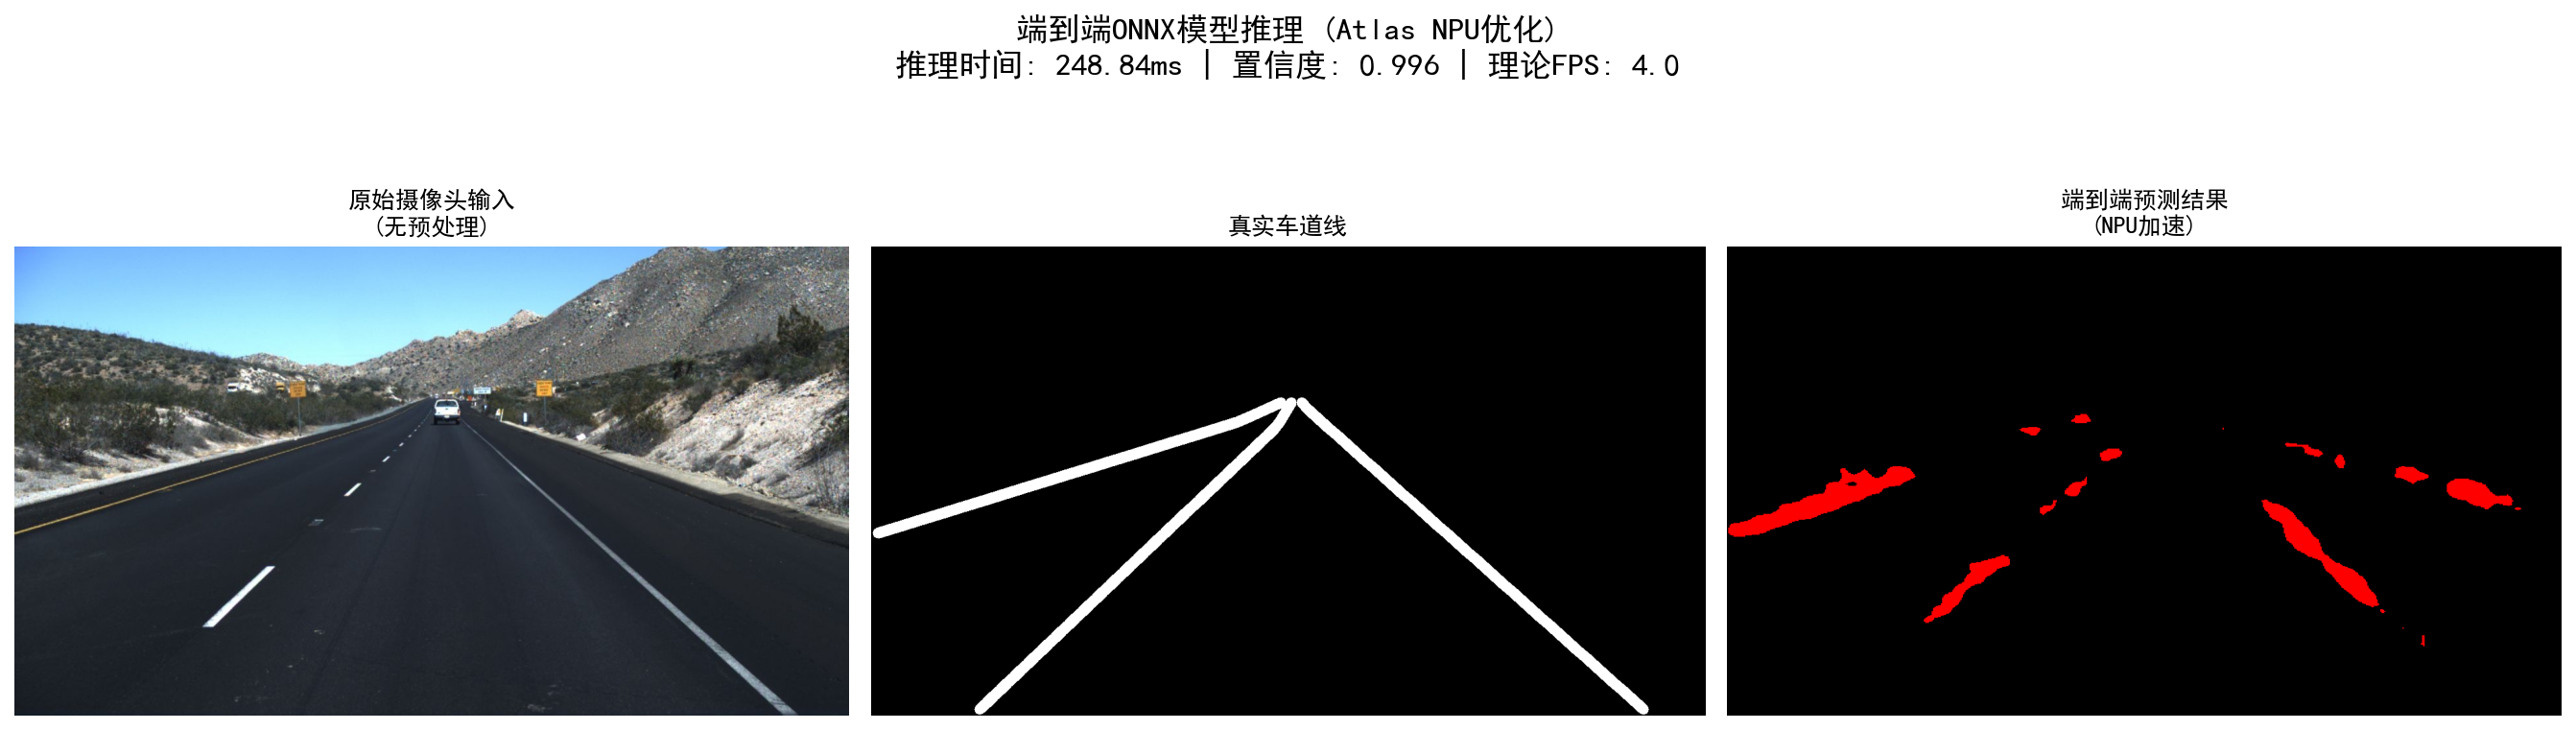 端到端ONNX模型推理 (Atlas NPU优化)
推理时间: 248.84ms | 置信度: 0.996 | 理论FPS: 4.0
原始摄像头输入
(无预处理)
真实车道线
端到端预测结果
(NPU加速)